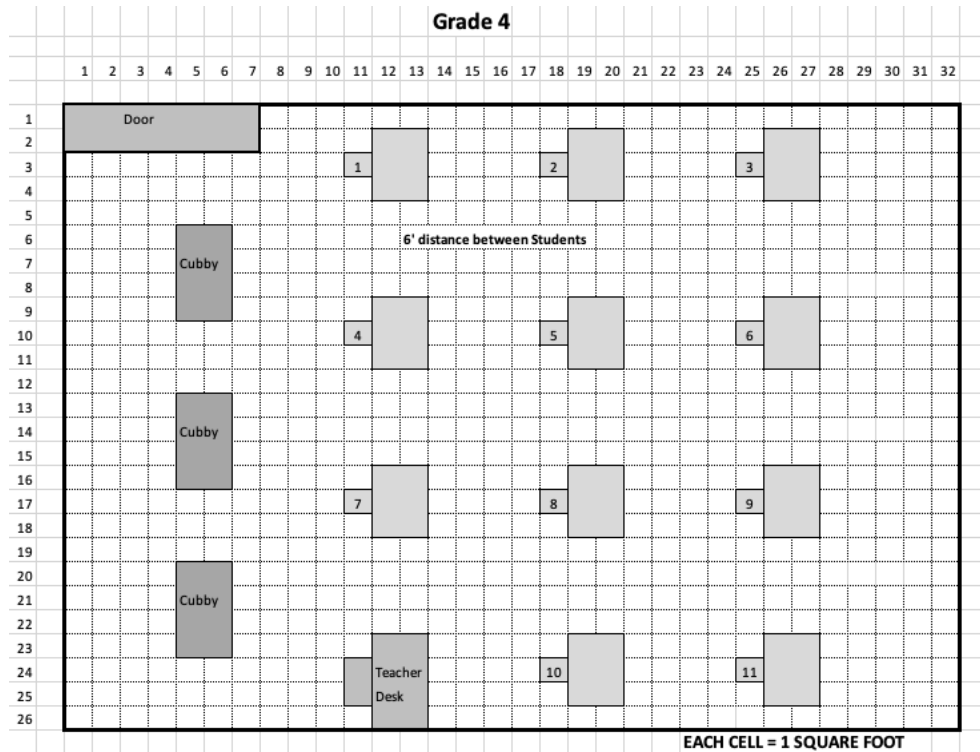 Grade 4
1 2 3 4 5 6 7 8 9 10 11 12 13 14 15 16 17 18 19 20 21 22 23 24 25 26 27 28 29 30 31 32
1 Door
2
3 1 2 3
4
5
6 6' distance between Students
7 Cubby
8
9
10 4 5 6
11
12
13
14 Cubby
15
16
17 7 8 9
18
19
20
21 Cubby
22
23
24 Teacher 10 11
25 Desk
26
EACH CELL = 1 SQUARE FOOT